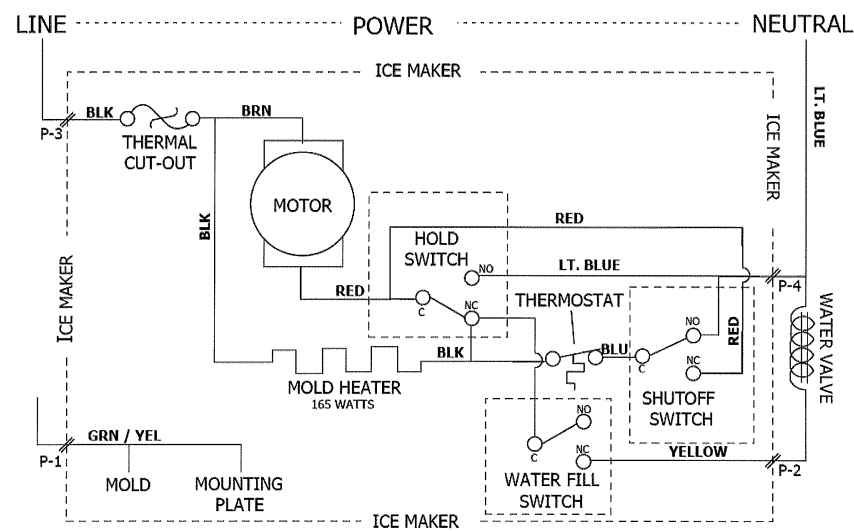 LINE POWER NEUTRAL
ICE MAKER
BLK BRN
P-3
THERMAL
CUT-OUT
LT. BLUE
ICE MAKER
MOTOR
BLK
RED
HOLD
SWITCH
NO
LT. BLUE
P-4
RED
C
NC
THERMOSTAT
ICE MAKER
NO
RED
WATER VALVE
BLK
BLU
C
NC
MOLD HEATER
165 WATTS
SHUTOFF
SWITCH
NO
GRN / YEL
P-1
C
NC
YELLOW
P-2
MOLD
MOUNTING
PLATE
WATER FILL
SWITCH
ICE MAKER